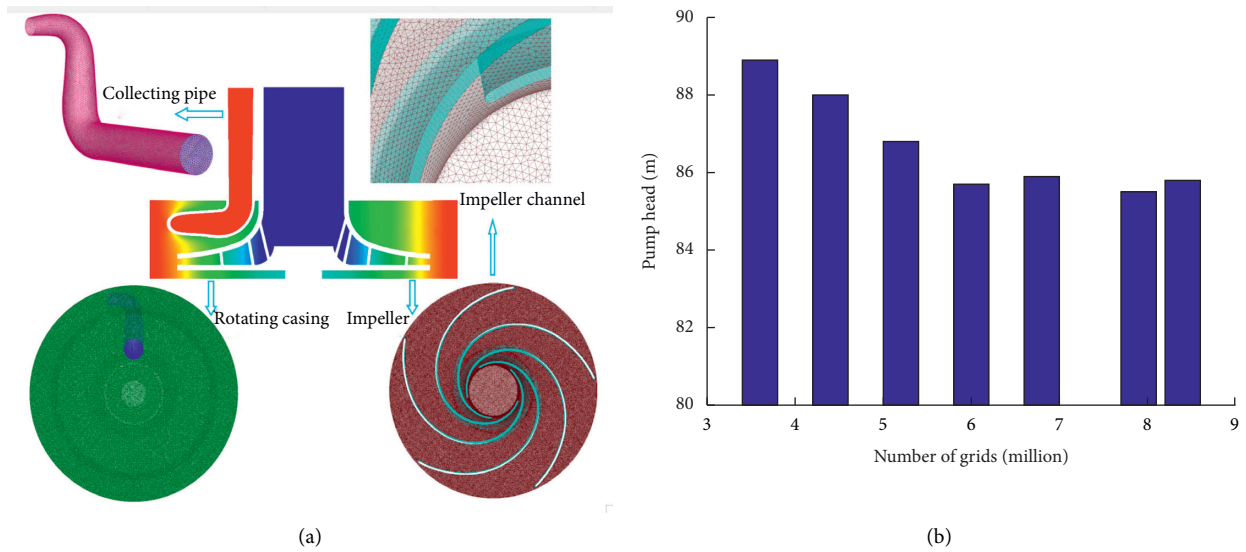 Collecting pipe
Impeller channel
Rotating casing
Impeller
(a)
90
88
86
84
82
80
Pump head (m)
3 4 5 6 7 8 9
Number of grids (million)
(b)